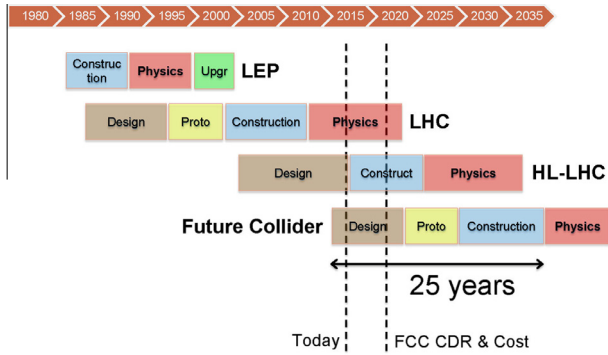 1980 1985 1990 1995 2000 2005 2010 2015 2020 2025 2030 2035
Construc
tion
Physics
Upgr
LEP
Design
Proto
Construction
Physics
LHC
Design
Construct
Physics
HL-LHC
Future Collider
Design
Proto
Construction
Physics
25 years
Today
FCC CDR & Cost